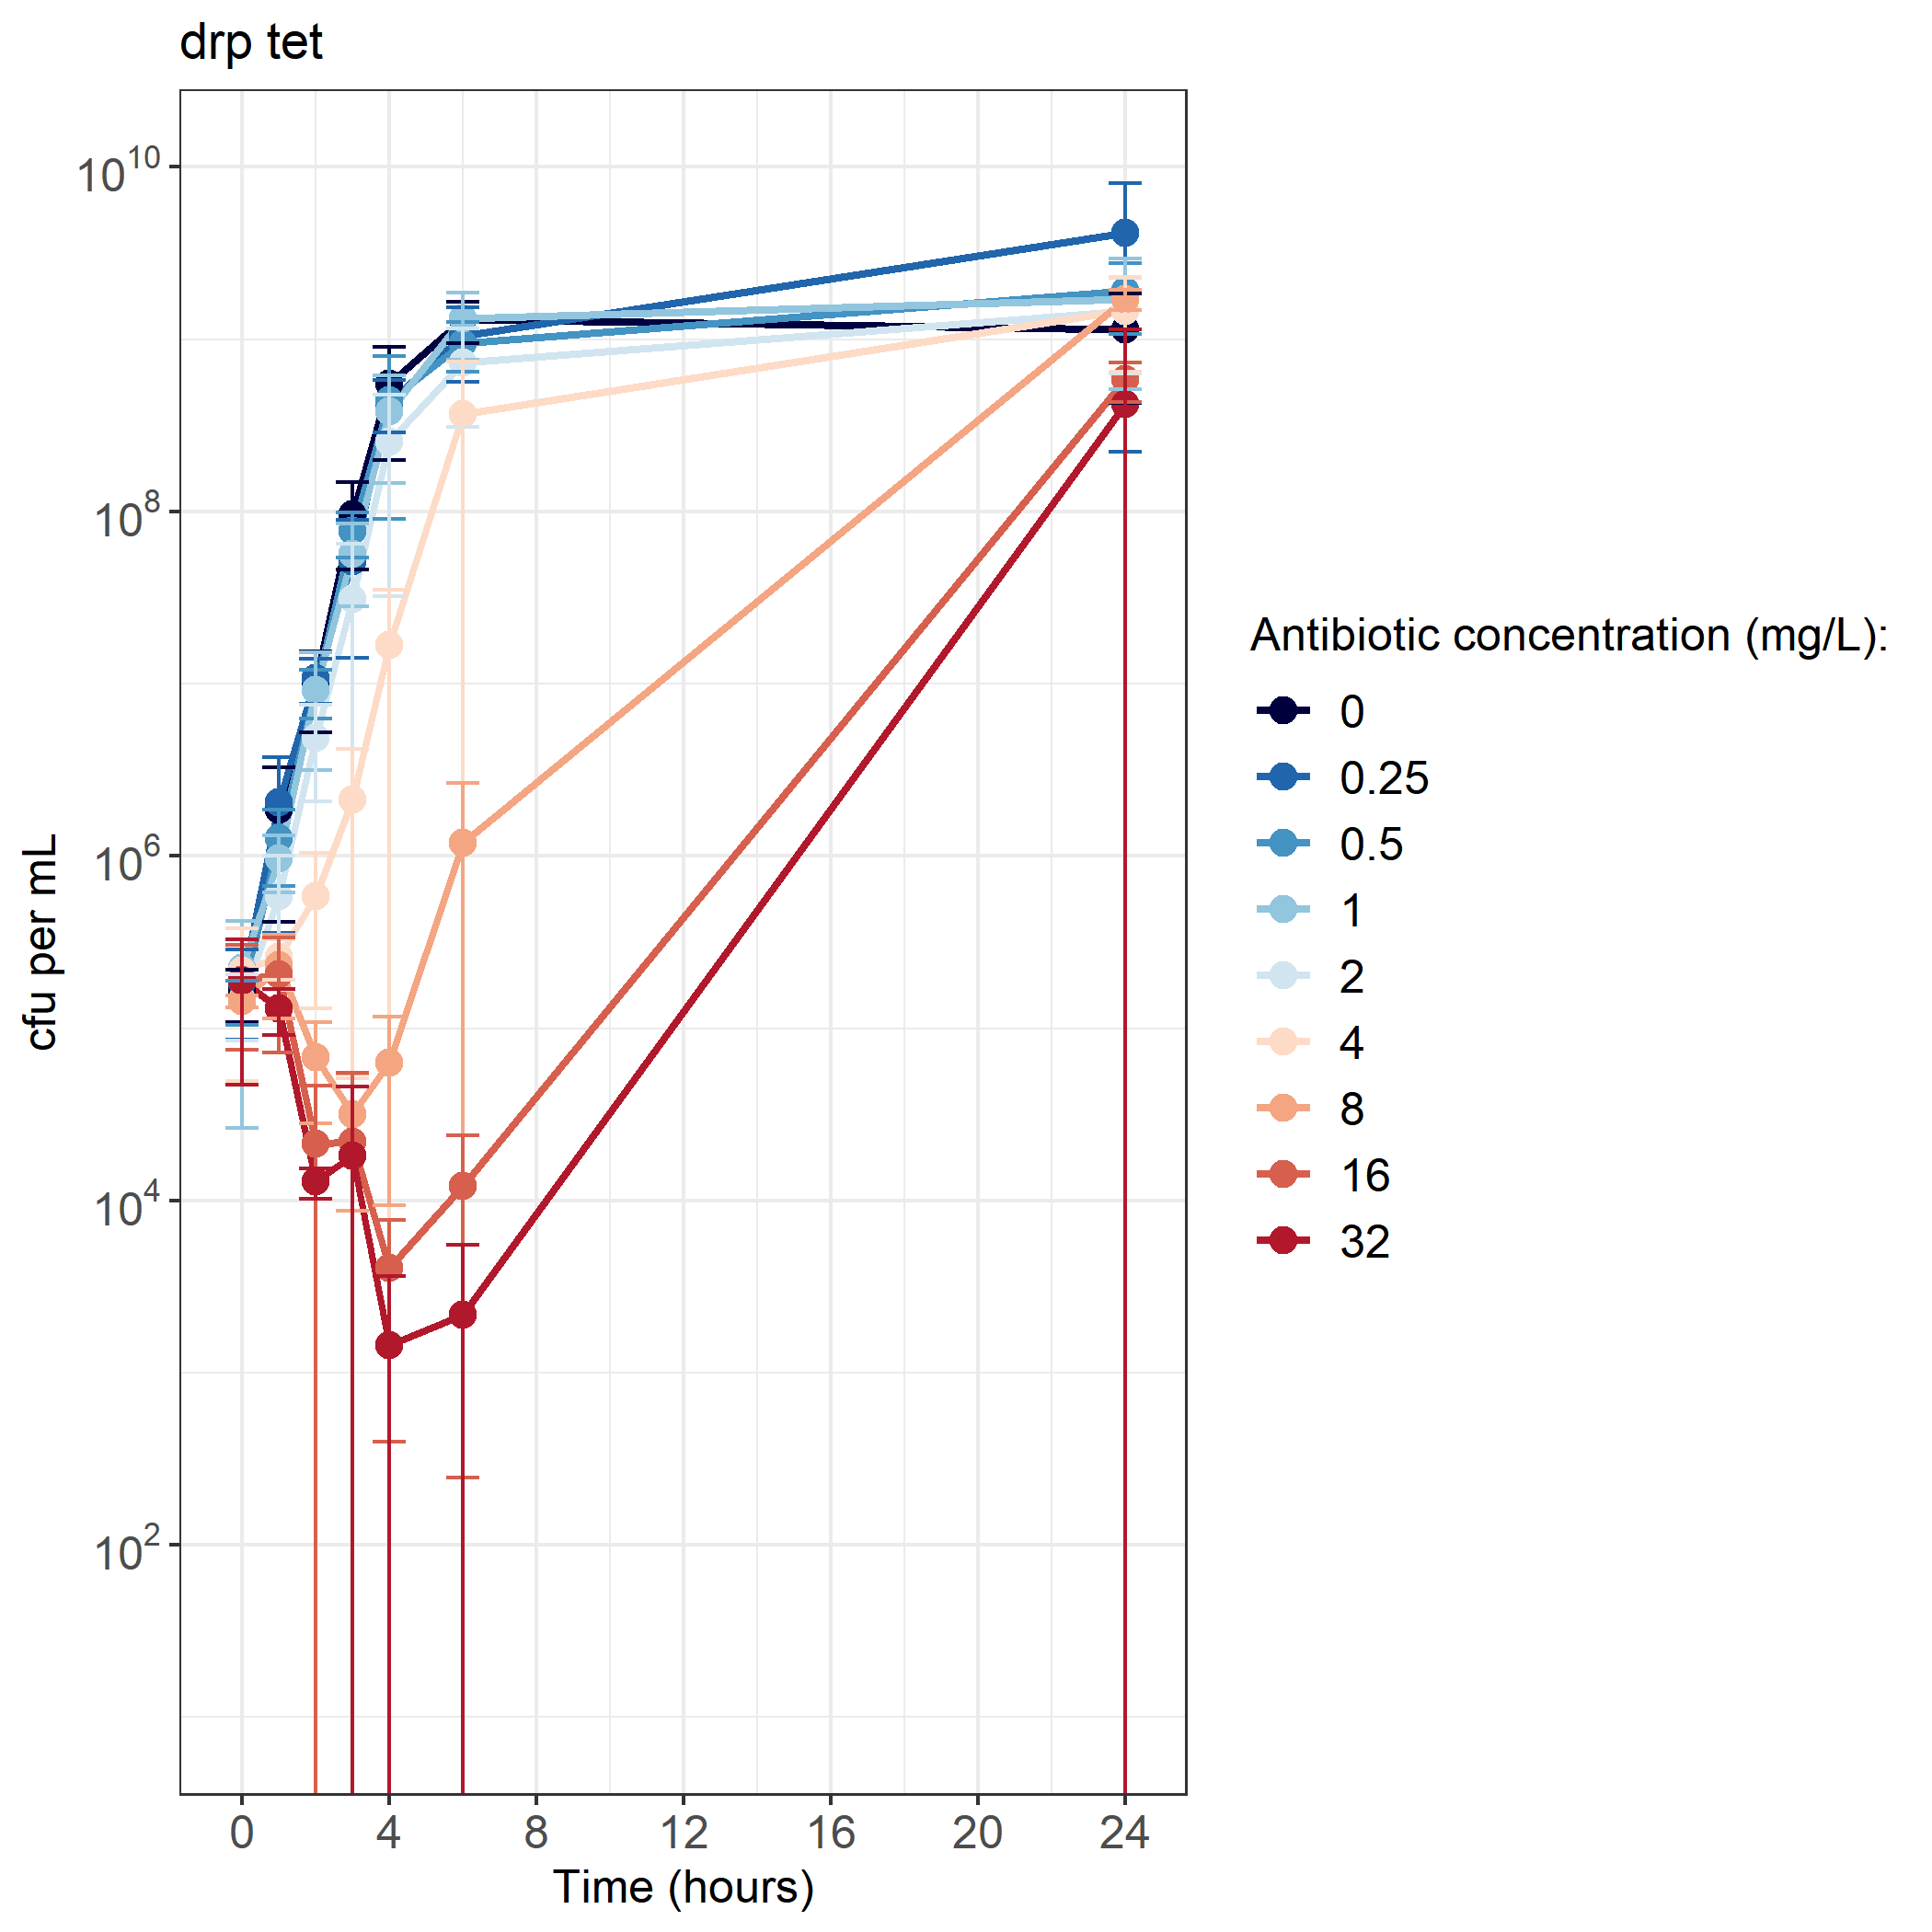 drp tet
10^10
10^8
10^6
10^4
10^2
cfu per mL
0 4 8 12 16 20 24
Time (hours)
Antibiotic concentration (mg/L):
0
0.25
0.5
1
2
4
8
16
32